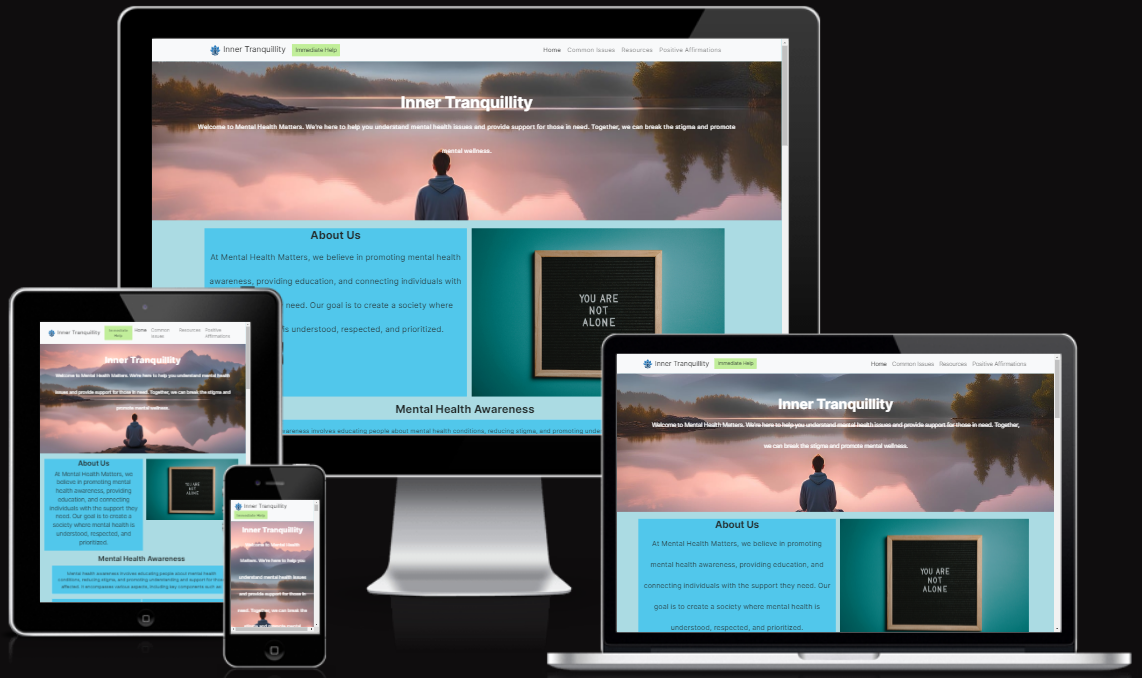 Inner Tranquillity Immediate Help Home Common Issues Resources Positive Affirmations
Inner Tranquillity
Welcome to Mental Health Matters. We're here to help you understand mental health issues and provide support for those in need. Together, we can break the stigma and promote
mental wellness.
About Us
At Mental Health Matters, we believe in promoting mental health
awareness, providing education, and connecting individuals with
need. Our goal is to create a society where
is understood, respected, and prioritized.
YOU ARE
NOT
ALONE
Mental Health Awareness
areness involves educating people about mental health conditions, reducing stigma, and promoting unde
Inner Tranquillity Immediate Help Home Common Issues Resources Positive Affirmations
Inner Tranquillity
Welcome to Mental Health Matters. We're here to help you understand mental health
issues and provide support for those in need. Together, we can break the stigma and
promote mental wellness.
About Us
At Mental Health Matters, we
believe in promoting mental
health awareness, providing
education, and connecting
individuals with the support they
need. Our goal is to create a
society where mental health is
understood, respected, and
prioritized.
YOU ARE
NOT
ALONE
Mental Health Awareness
Mental health awareness involves educating people about mental health
conditions, reducing stigma, and promoting understanding and support for those
affected. It encompasses various aspects, including key components such as:
Inner Tranquillity
Immediate Help
Inner Tranquillity
Welcome to Mental Health
Matters. We're here to help you
understand mental health issues
and provide support for those in
need. Together, we can break the
Inner Tranquillity Immediate Help Home Common Issues Resources Positive Affirmations
Inner Tranquillity
Welcome to Mental Health Matters. We're here to help you understand mental health issues and provide support for those in need. Together,
we can break the stigma and promote mental wellness.
About Us
At Mental Health Matters, we believe in promoting
mental health awareness, providing education, and
connecting individuals with the support they need. Our
goal is to create a society where mental health is
understood, respected, and prioritized.
YOU ARE
NOT
ALONE